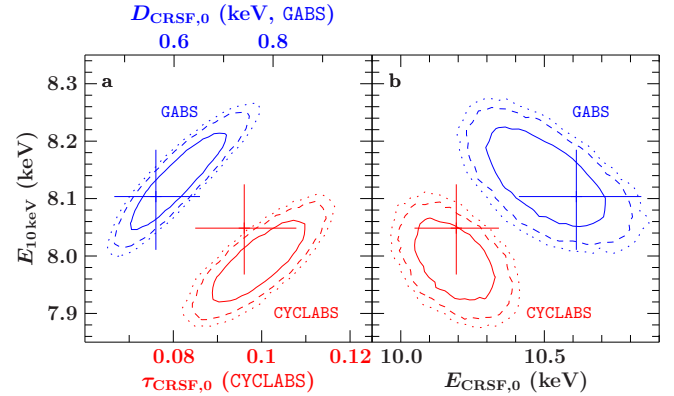 D_CRSF,0 (keV, GABS)
0.6 0.8
a b
GABS GABS
CYCLABS CYCLABS
E_10 keV (keV)
8.3
8.2
8.1
8.0
7.9
0.08 0.1 0.12 10.0 10.5
τ_CRSF,0 (CYCLABS) E_CRSF,0 (keV)